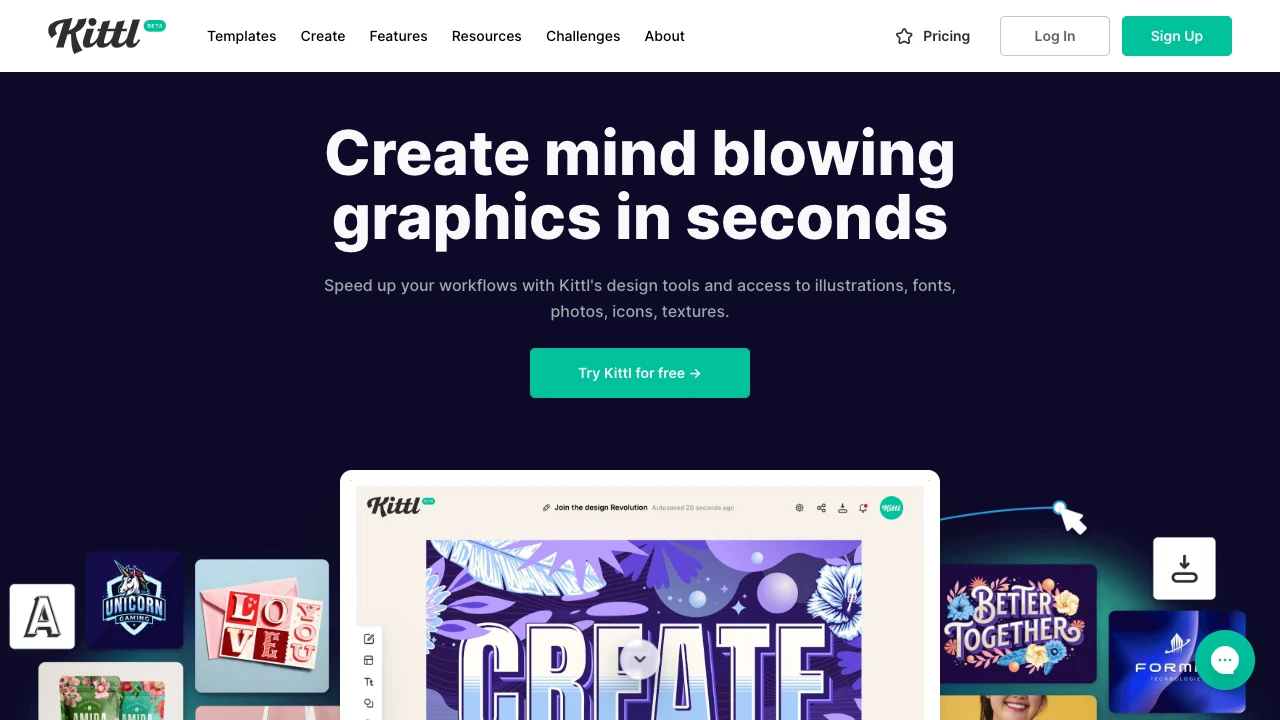 Kittl BETA
Templates Create Features Resources Challenges About Pricing Log In Sign Up
Create mind blowing
graphics in seconds
Speed up your workflows with Kittl's design tools and access to illustrations, fonts,
photos, icons, textures.
Try Kittl for free →
Kittl BETA Join the design Revolution Autosaved 20 seconds ago Kittl
A
UNICORN
GAMING
LO
VE YOU
CREATE
Tt
BETTER
TOGETHER
TECHNOLOGIE
AMIDA AMIDA